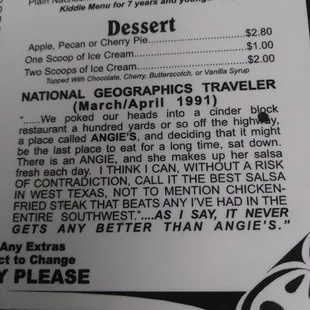 Plain Nachos
Kiddie Menu for 7 years and younger
Dessert
Apple, Pecan or Cherry Pie...............................$2.80
One Scoop of Ice Cream..................................$1.00
Two Scoops of Ice Cream.................................$2.00
Topped With Chocolate, Cherry, Butterscotch, or Vanilla Syrup
NATIONAL GEOGRAPHICS TRAVELER
(March/April 1991)
"......We poked our heads into a cinder block
restaurant a hundred yards or so off the highway,
a place called ANGIE'S, and deciding that it might
be the last place to eat for a long time, sat down.
There is an ANGIE, and she makes up her salsa
fresh each day. I THINK I CAN, WITHOUT A RISK
OF CONTRADICTION, CALL IT THE BEST SALSA
IN WEST TEXAS, NOT TO MENTION CHICKEN-
FRIED STEAK THAT BEATS ANY I'VE HAD IN THE
ENTIRE SOUTHWEST."....AS I SAY, IT NEVER
GETS ANY BETTER THAN ANGIE'S."
Any Extras
ct to Change
Y PLEASE